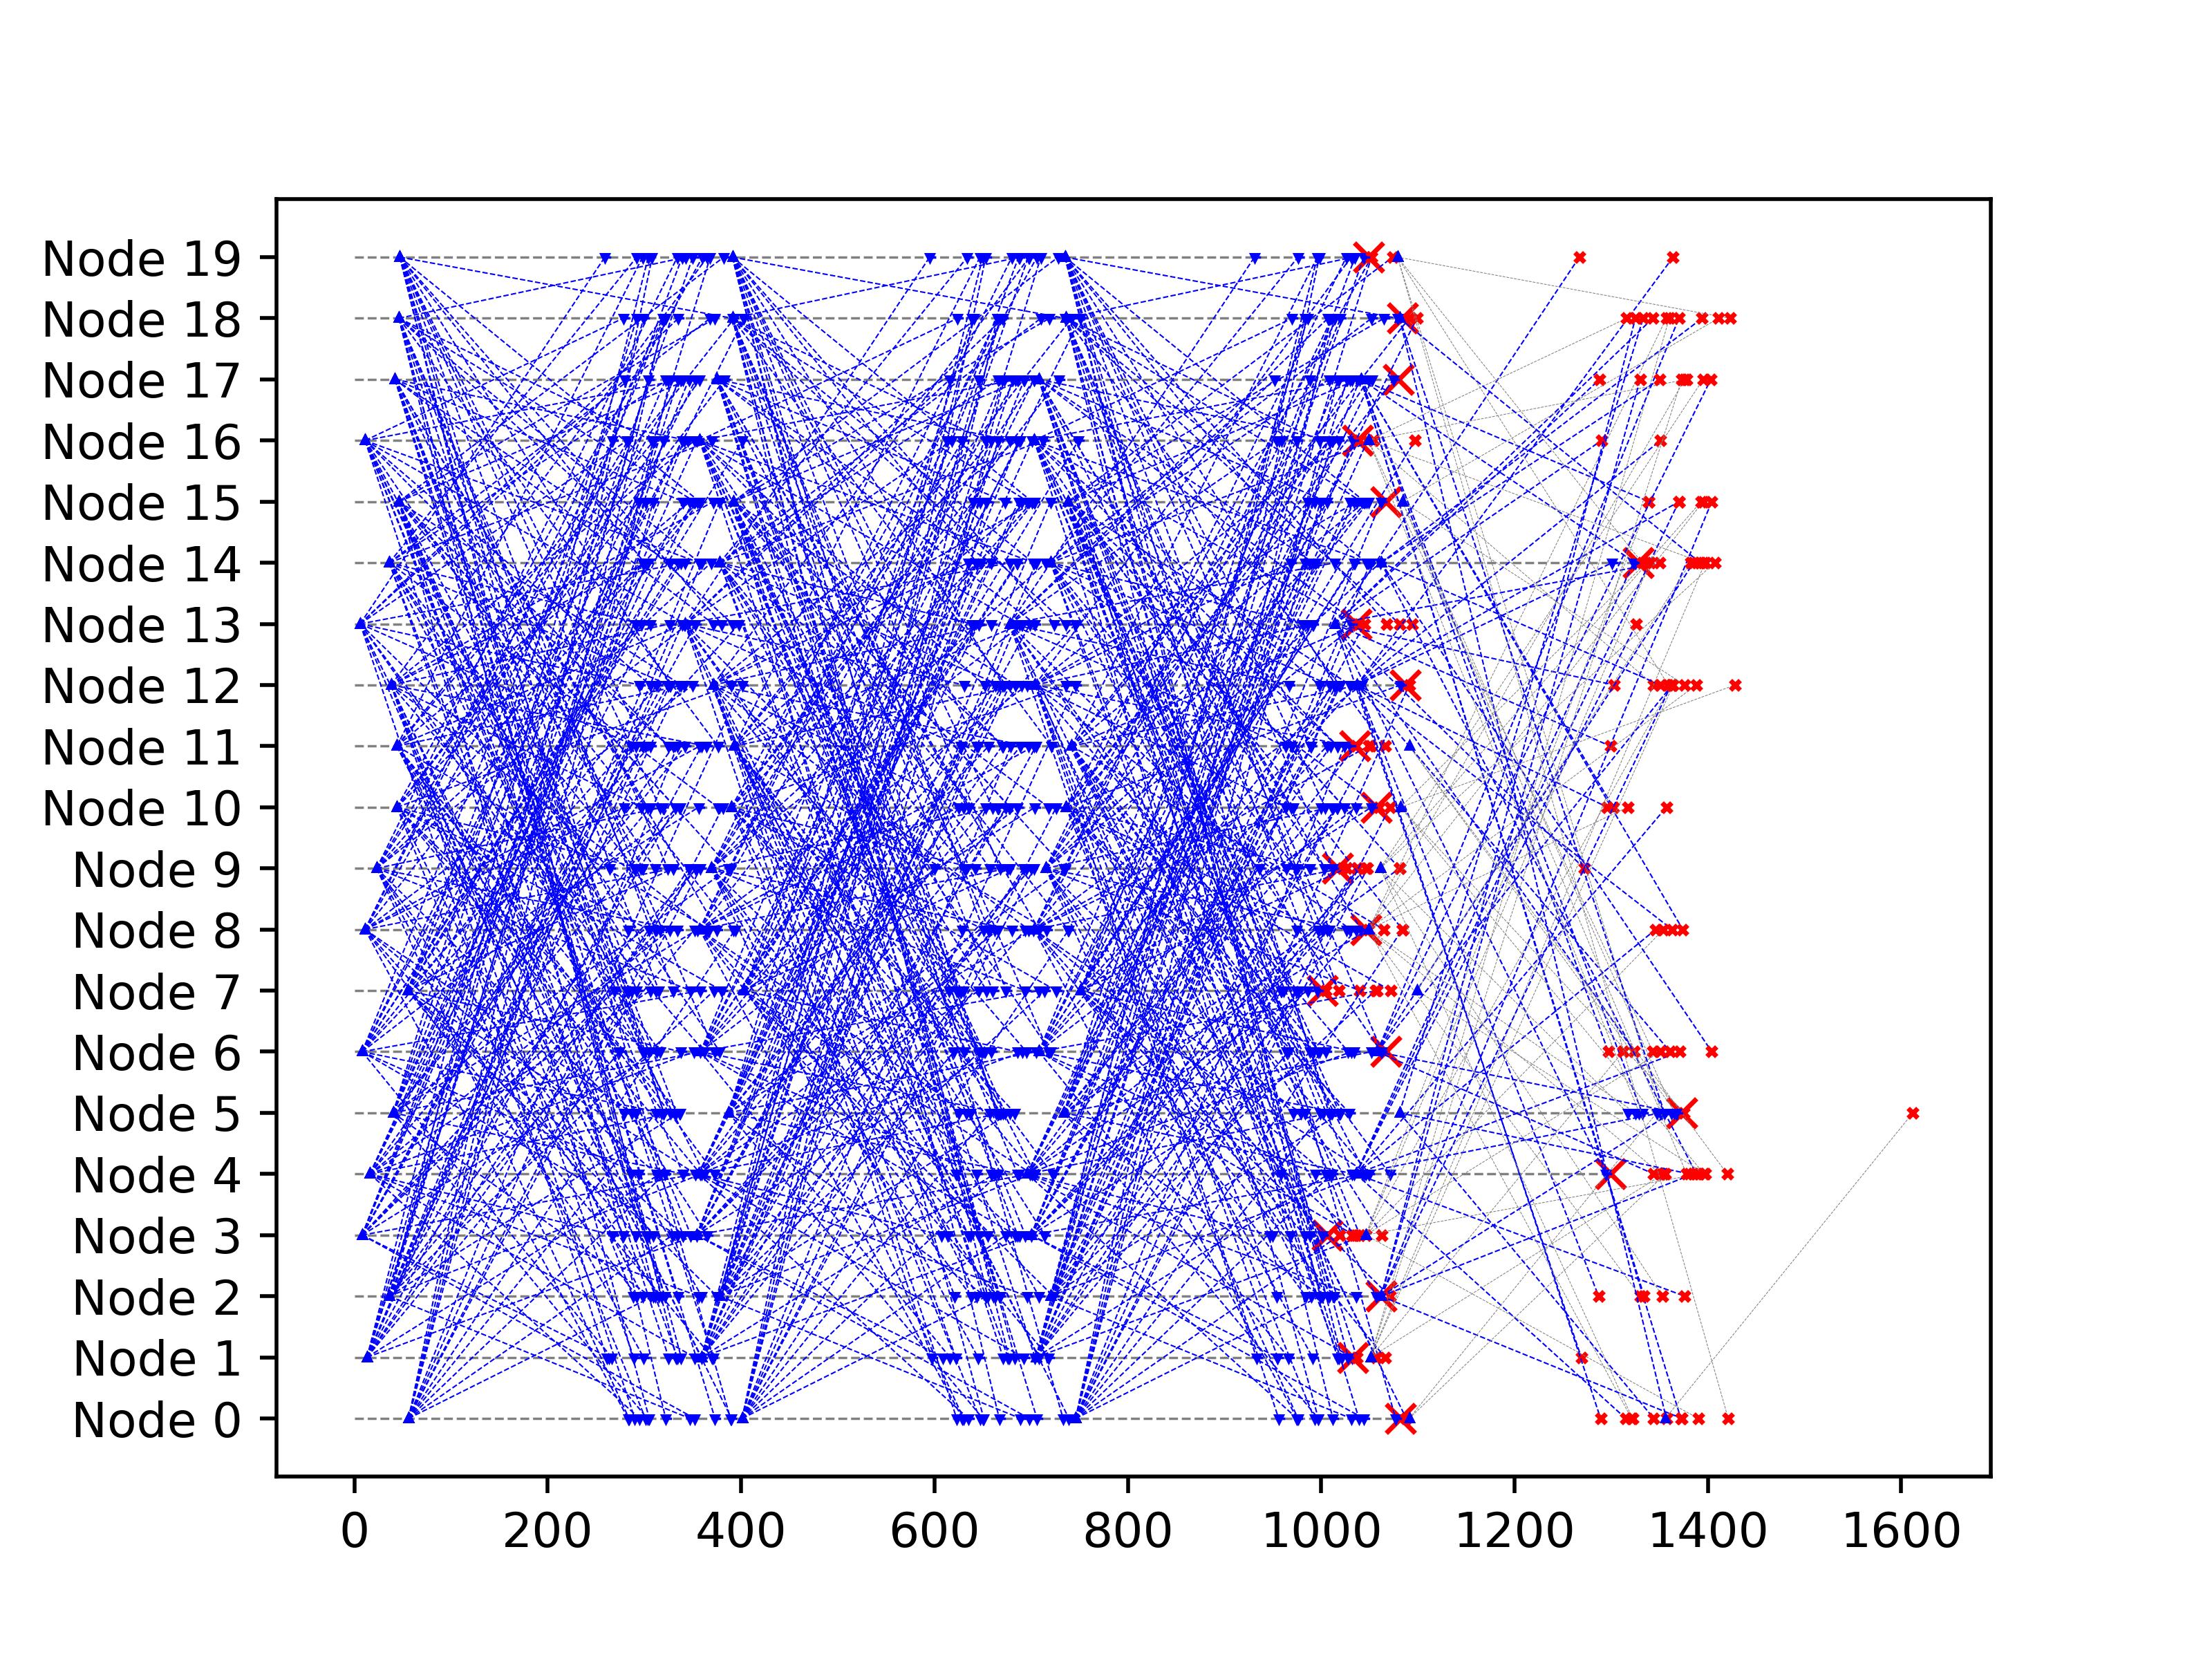 Node 19
Node 18
Node 17
Node 16
Node 15
Node 14
Node 13
Node 12
Node 11
Node 10
Node 9
Node 8
Node 7
Node 6
Node 5
Node 4
Node 3
Node 2
Node 1
Node 0
0 200 400 600 800 1000 1200 1400 1600